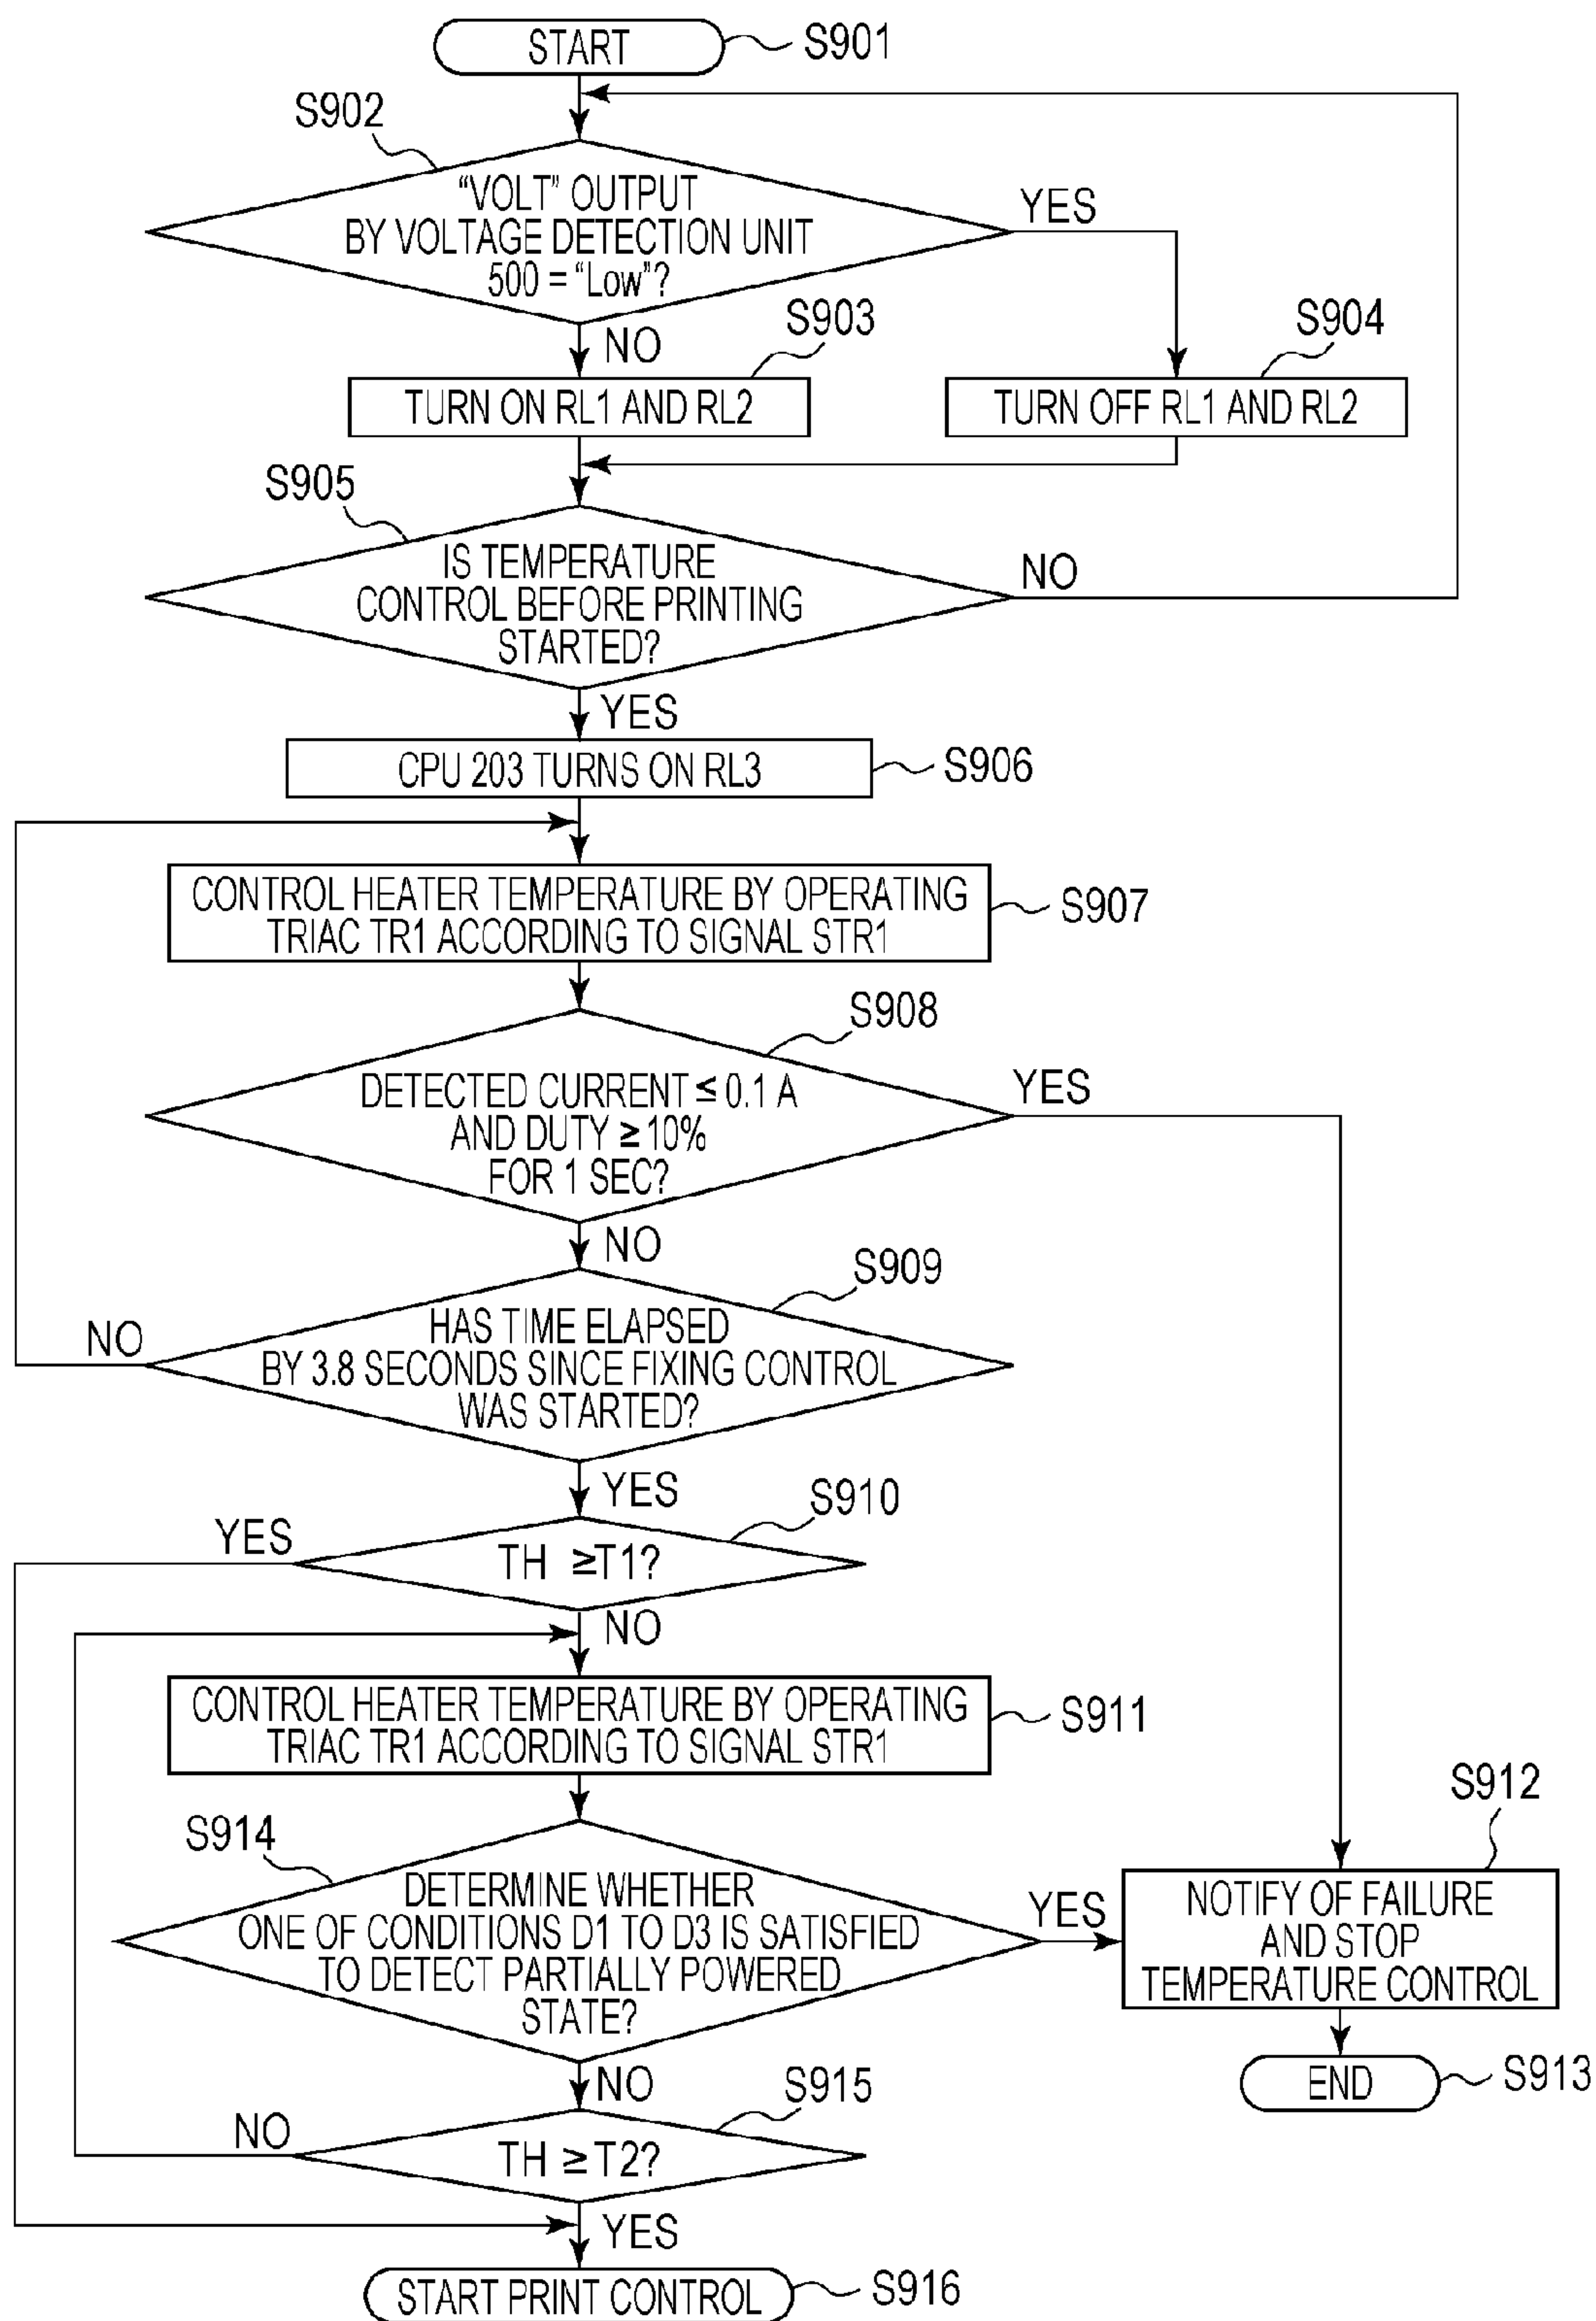 START
S901
S902
"VOLT" OUTPUT
BY VOLTAGE DETECTION UNIT
500 = "Low"?
YES
NO
S903
S904
TURN ON RL1 AND RL2
TURN OFF RL1 AND RL2
S905
IS TEMPERATURE
CONTROL BEFORE PRINTING
STARTED?
NO
YES
CPU 203 TURNS ON RL3
S906
CONTROL HEATER TEMPERATURE BY OPERATING
TRIAC TR1 ACCORDING TO SIGNAL STR1
S907
S908
DETECTED CURRENT ≤ 0.1 A
AND DUTY ≥ 10%
FOR 1 SEC?
YES
NO
S909
HAS TIME ELAPSED
BY 3.8 SECONDS SINCE FIXING CONTROL
WAS STARTED?
NO
YES
S910
TH ≥T1?
YES
NO
CONTROL HEATER TEMPERATURE BY OPERATING
TRIAC TR1 ACCORDING TO SIGNAL STR1
S911
S914
DETERMINE WHETHER
ONE OF CONDITIONS D1 TO D3 IS SATISFIED
TO DETECT PARTIALLY POWERED
STATE?
YES
S912
NOTIFY OF FAILURE
AND STOP
TEMPERATURE CONTROL
END
S913
NO
S915
TH ≥ T2?
NO
YES
START PRINT CONTROL
S916